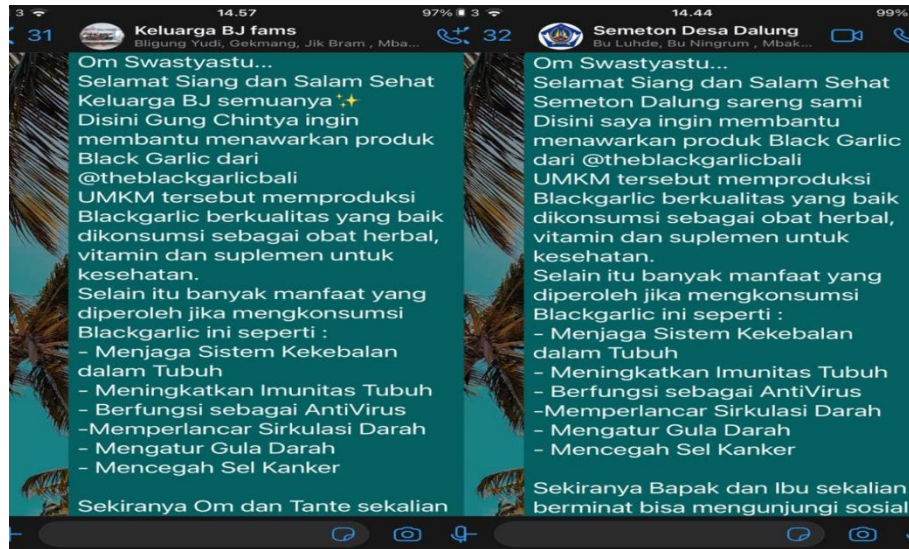 3
14.57
97%
31
Keluarga BJ fams
Bligung Yudi, Gekmang, Jik Bram , Mba...
Om Swastyastu...
Selamat Siang dan Salam Sehat
Keluarga BJ semuanya✨
Disini Gung Chintya ingin
membantu menawarkan produk
Black Garlic dari
@theblackgarlicbali
UMKM tersebut memproduksi
Blackgarlic berkualitas yang baik
dikonsumsi sebagai obat herbal,
vitamin dan suplemen untuk
kesehatan.
Selain itu banyak manfaat yang
diperoleh jika mengkonsumsi
Blackgarlic ini seperti :
- Menjaga Sistem Kekebalan
dalam Tubuh
- Meningkatkan Imunitas Tubuh
- Berfungsi sebagai AntiVirus
-Memperlancar Sirkulasi Darah
- Mengatur Gula Darah
- Mencegah Sel Kanker
Sekiranya Om dan Tante sekalian
3
14.44
99%
32
Semeton Desa Dalung
Bu Luhde, Bu Ningrum , Mbak...
Om Swastyastu...
Selamat Siang dan Salam Sehat
Semeton Dalung sareng sami
Disini saya ingin membantu
menawarkan produk Black Garlic
dari @theblackgarlicbali
UMKM tersebut memproduksi
Blackgarlic berkualitas yang baik
dikonsumsi sebagai obat herbal,
vitamin dan suplemen untuk
kesehatan.
Selain itu banyak manfaat yang
diperoleh jika mengkonsumsi
Blackgarlic ini seperti :
- Menjaga Sistem Kekebalan
dalam Tubuh
- Meningkatkan Imunitas Tubuh
- Berfungsi sebagai AntiVirus
-Memperlancar Sirkulasi Darah
- Mengatur Gula Darah
- Mencegah Sel Kanker
Sekiranya Bapak dan Ibu sekalian
berminat bisa mengunjungi sosial